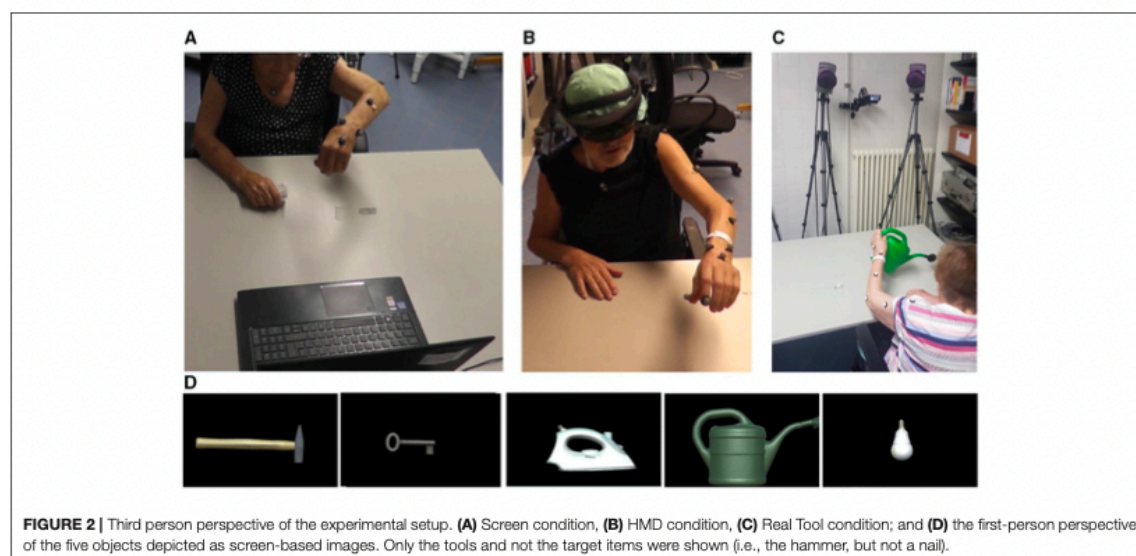 A
B
C
D
FIGURE 2 | Third person perspective of the experimental setup. (A) Screen condition, (B) HMD condition, (C) Real Tool condition; and (D) the first-person perspective
of the five objects depicted as screen-based images. Only the tools and not the target items were shown (i.e., the hammer, but not a nail).